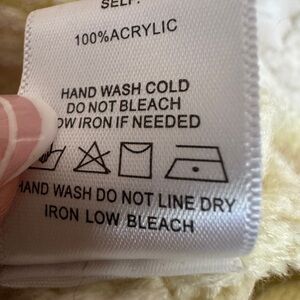 SELF:
100%ACRYLIC
HAND WASH COLD
DO NOT BLEACH
OW IRON IF NEEDED
HAND WASH DO NOT LINE DRY
IRON LOW BLEACH